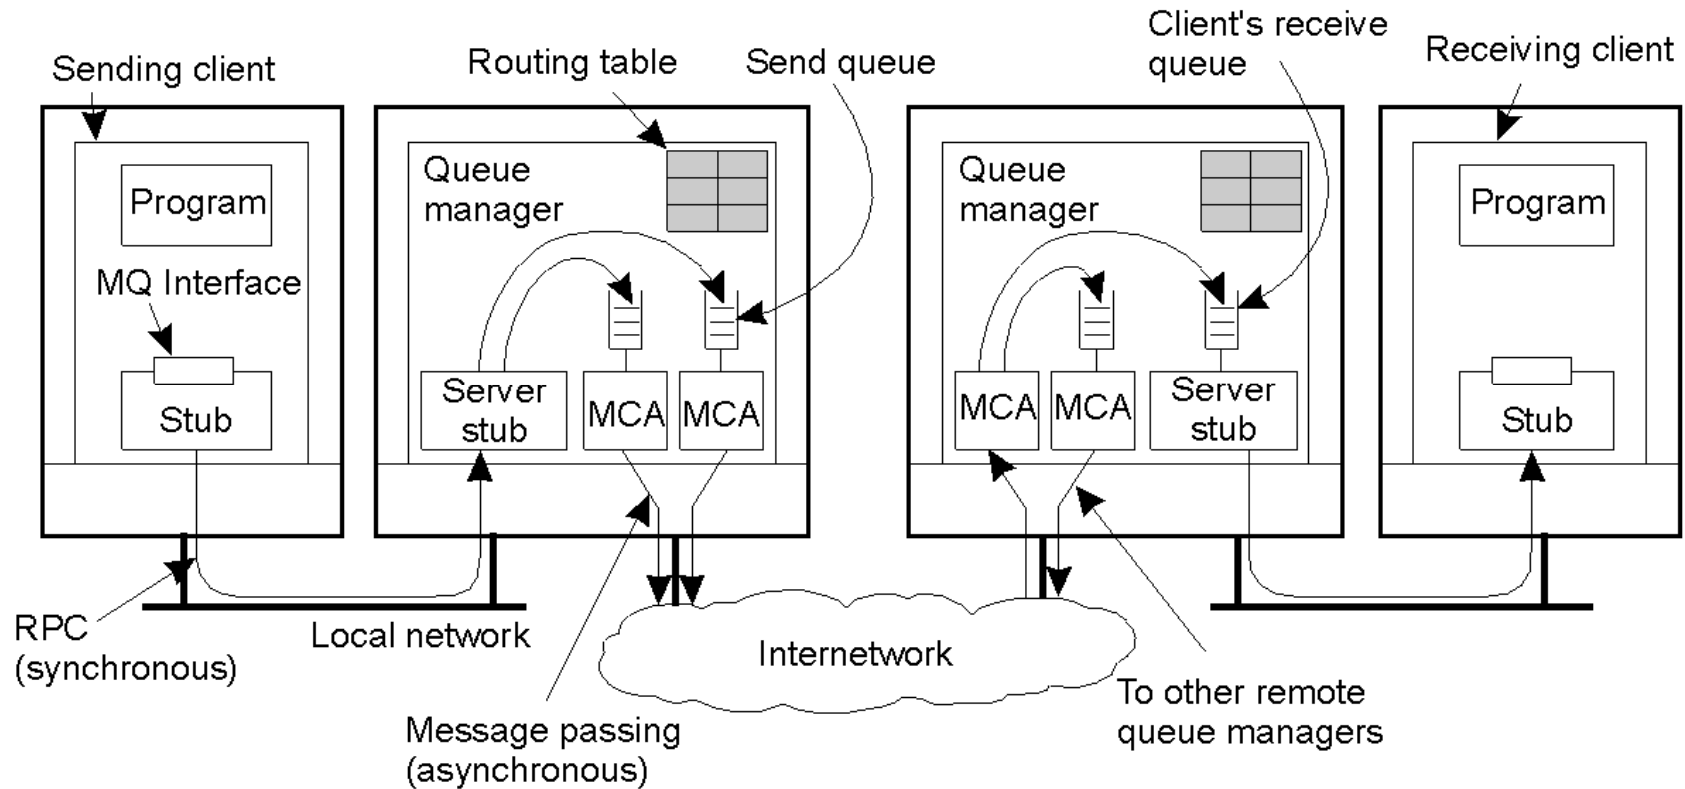 Sending client
Routing table
Send queue
Client's receive
queue
Receiving client
Program
MQ Interface
Stub
Queue
manager
Server
stub
MCA
MCA
Queue
manager
MCA
MCA
Server
stub
Program
Stub
RPC
(synchronous)
Local network
Internetwork
Message passing
(asynchronous)
To other remote
queue managers